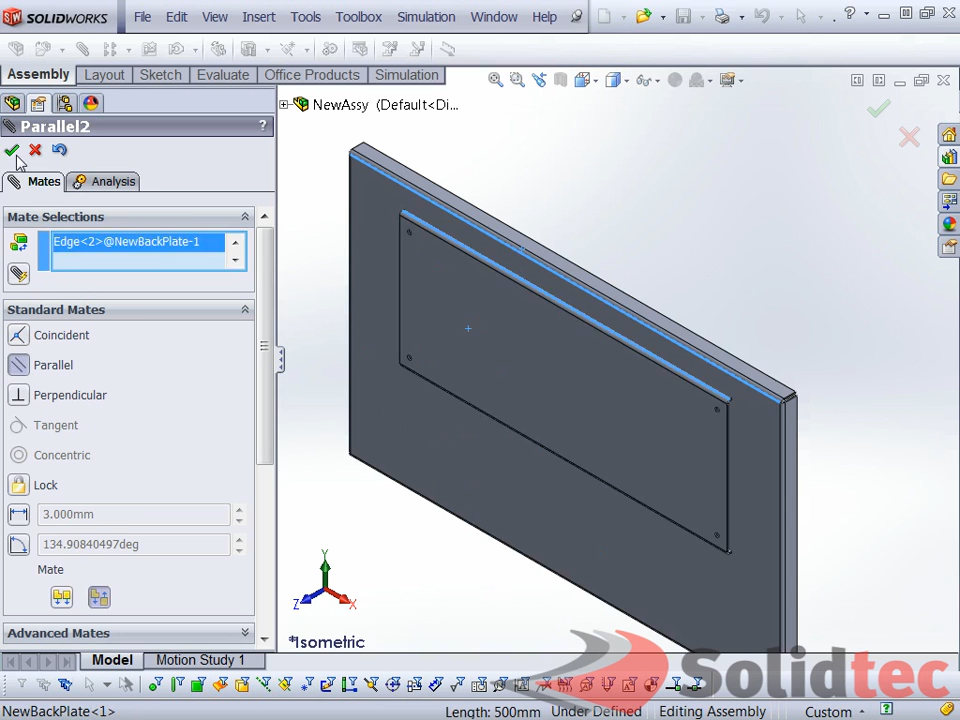 SOLIDWORKS File Edit View Insert Tools Toolbox Simulation Window Help
Assembly Layout Sketch Evaluate Office Products Simulation
NewAssy (Default<Di...
Parallel2 ?
Mates Analysis
Mate Selections
Edge<2>@NewBackPlate-1
Standard Mates
Coincident
Parallel
Perpendicular
Tangent
Concentric
Lock
3.000mm
134.90840497deg
Mate
Advanced Mates
Y
Z X
*Isometric
Model Motion Study 1
Solidtec
NewBackPlate<1> Length: 500mm Under Defined Editing Assembly Custom ?